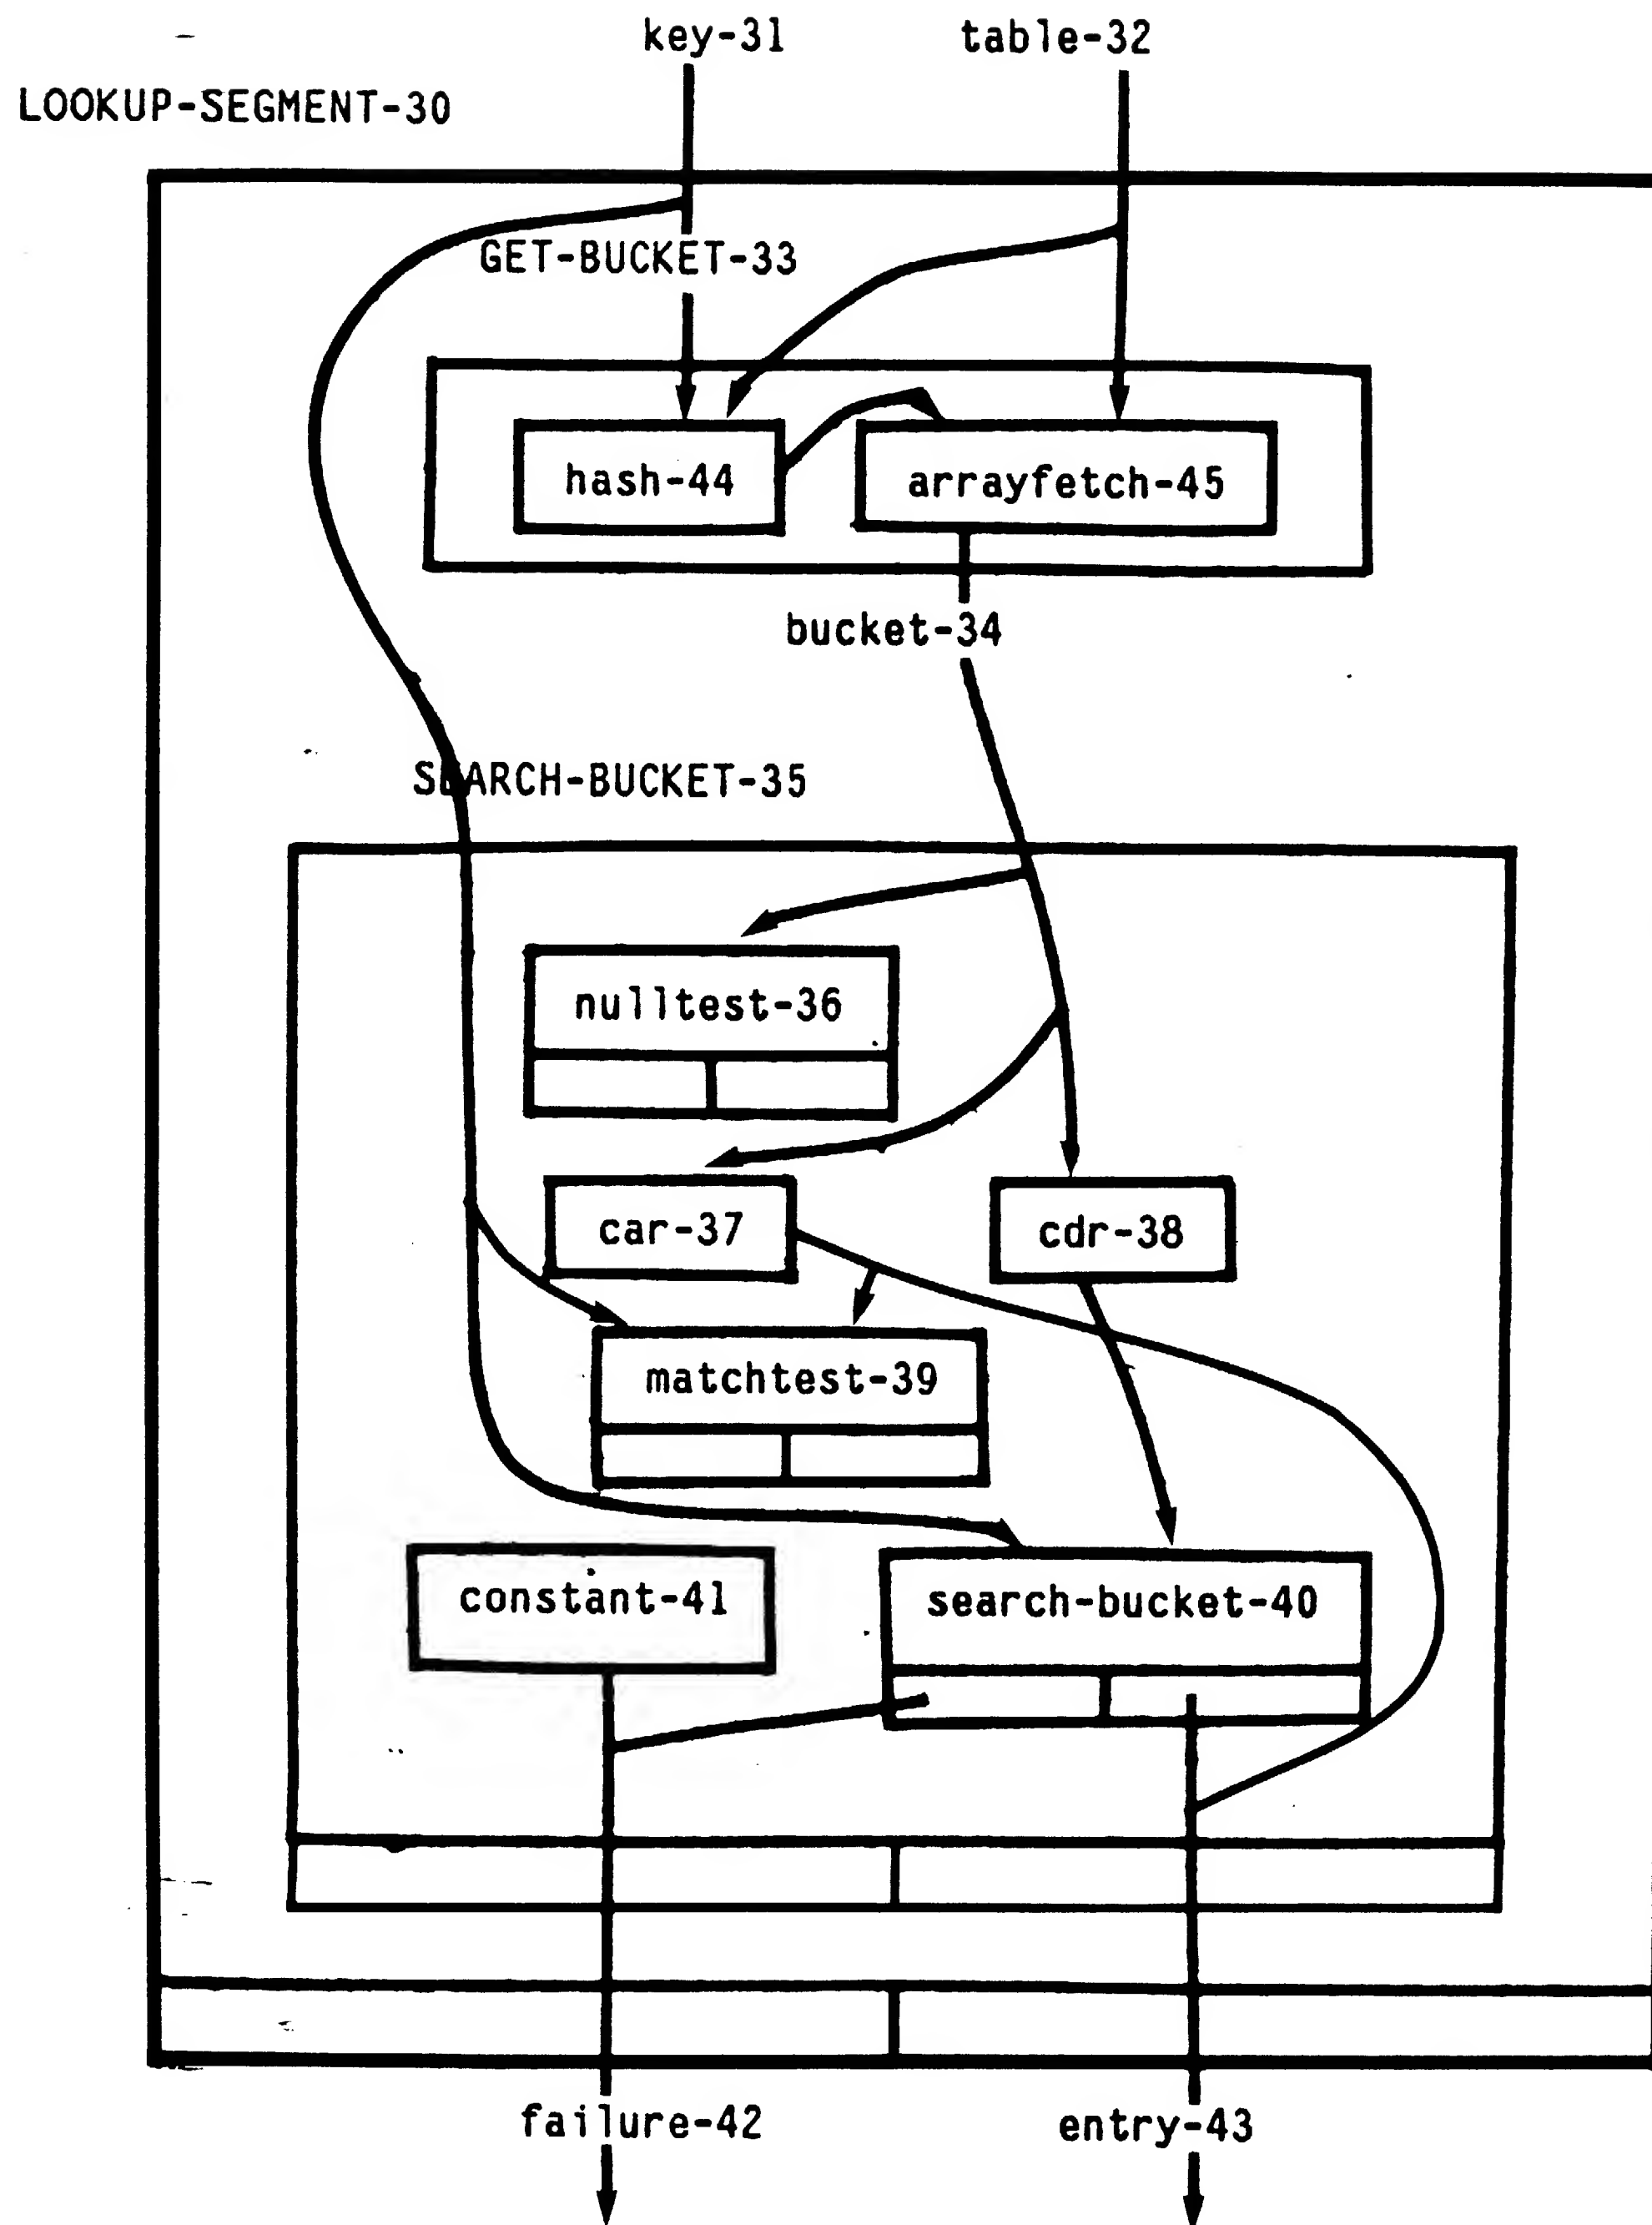 key-31 table-32
LOOKUP-SEGMENT-30
GET-BUCKET-33
hash-44 arrayfetch-45
bucket-34
SEARCH-BUCKET-35
nulltest-36
car-37 cdr-38
matchtest-39
constant-41 search-bucket-40
failure-42 entry-43